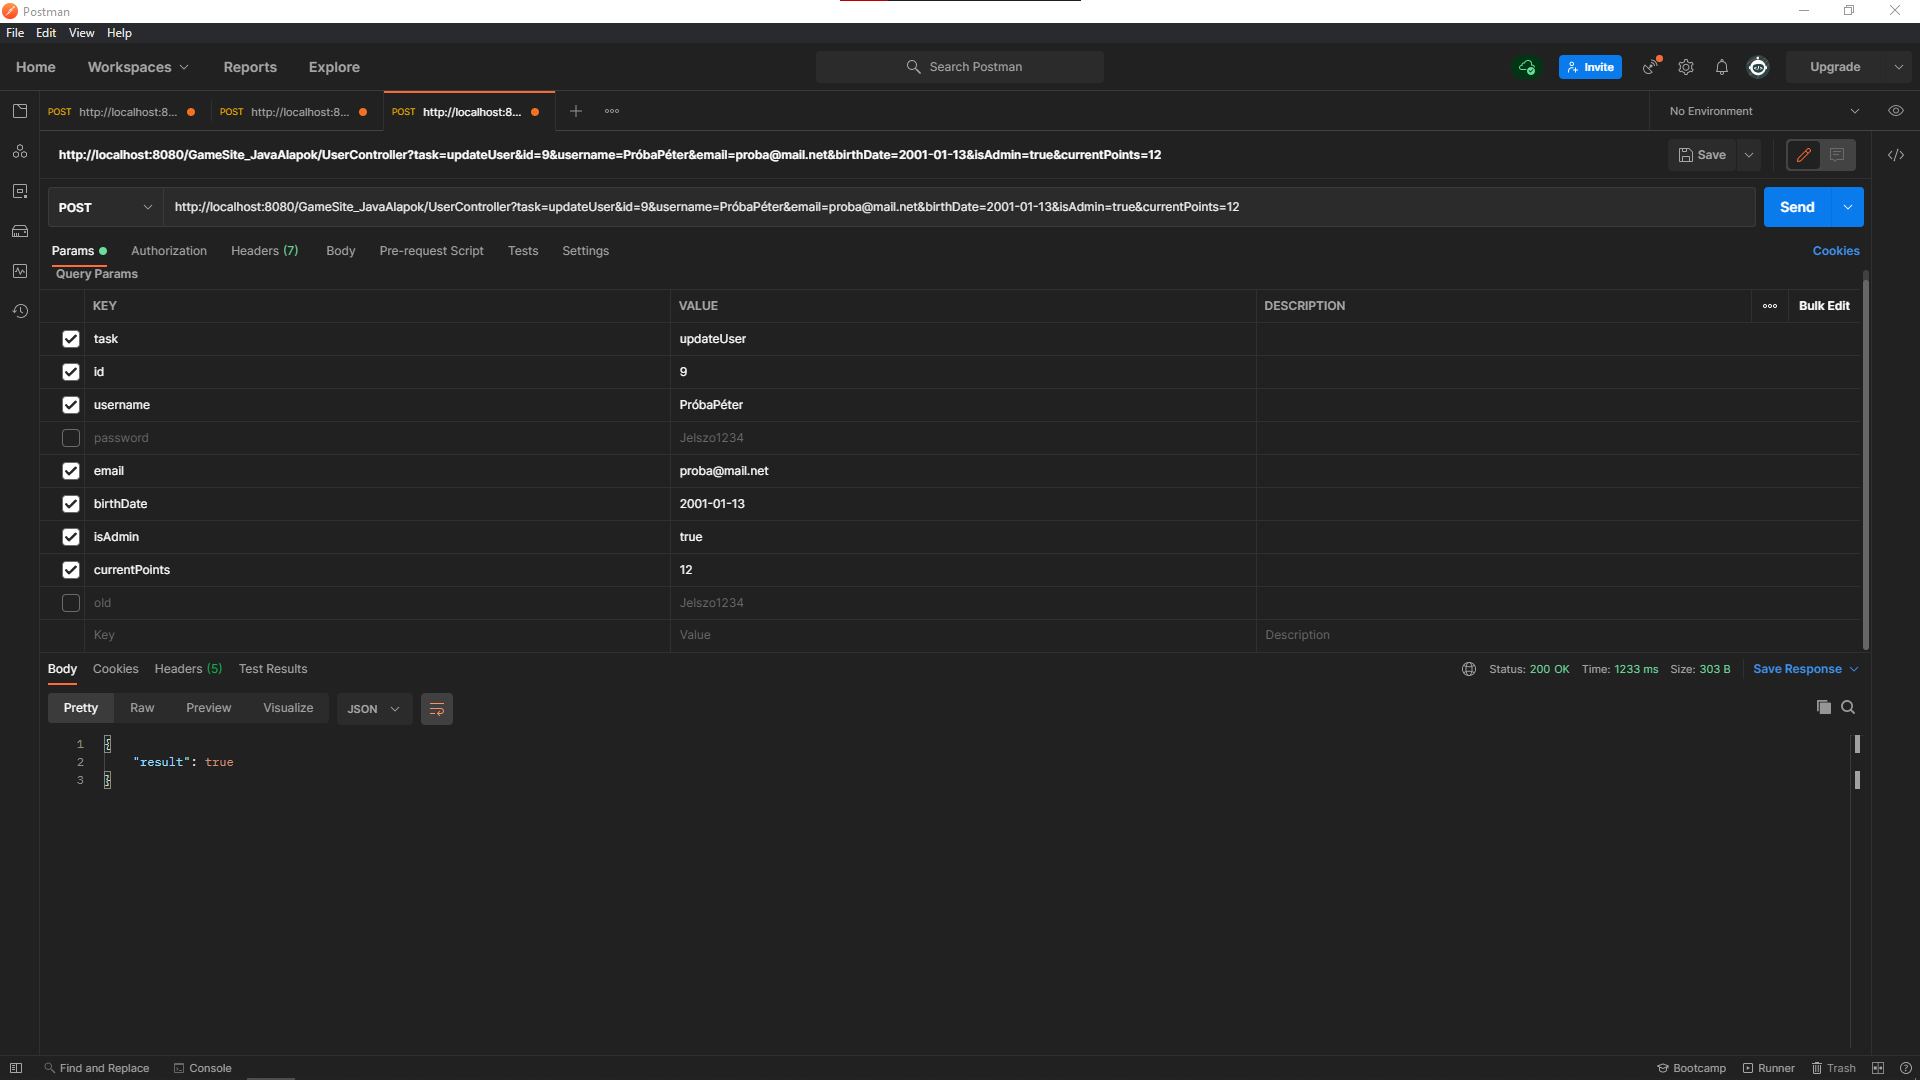 Postman
File Edit View Help
Home Workspaces Reports Explore Search Postman Invite Upgrade
POST http://localhost:8... POST http://localhost:8... POST http://localhost:8... No Environment
http://localhost:8080/GameSite_JavaAlapok/UserController?task=updateUser&id=9&username=PróbaPéter&email=proba@mail.net&birthDate=2001-01-13&isAdmin=true&currentPoints=12 Save
POST http://localhost:8080/GameSite_JavaAlapok/UserController?task=updateUser&id=9&username=PróbaPéter&email=proba@mail.net&birthDate=2001-01-13&isAdmin=true&currentPoints=12 Send
Params Authorization Headers (7) Body Pre-request Script Tests Settings Cookies
Query Params
KEY VALUE DESCRIPTION Bulk Edit
task updateUser
id 9
username PróbaPéter
password Jelszo1234
email proba@mail.net
birthDate 2001-01-13
isAdmin true
currentPoints 12
old Jelszo1234
Key Value Description
Body Cookies Headers (5) Test Results Status: 200 OK Time: 1233 ms Size: 303 B Save Response
Pretty Raw Preview Visualize JSON
1 {
2 "result": true
3 }
Find and Replace Console Bootcamp Runner Trash